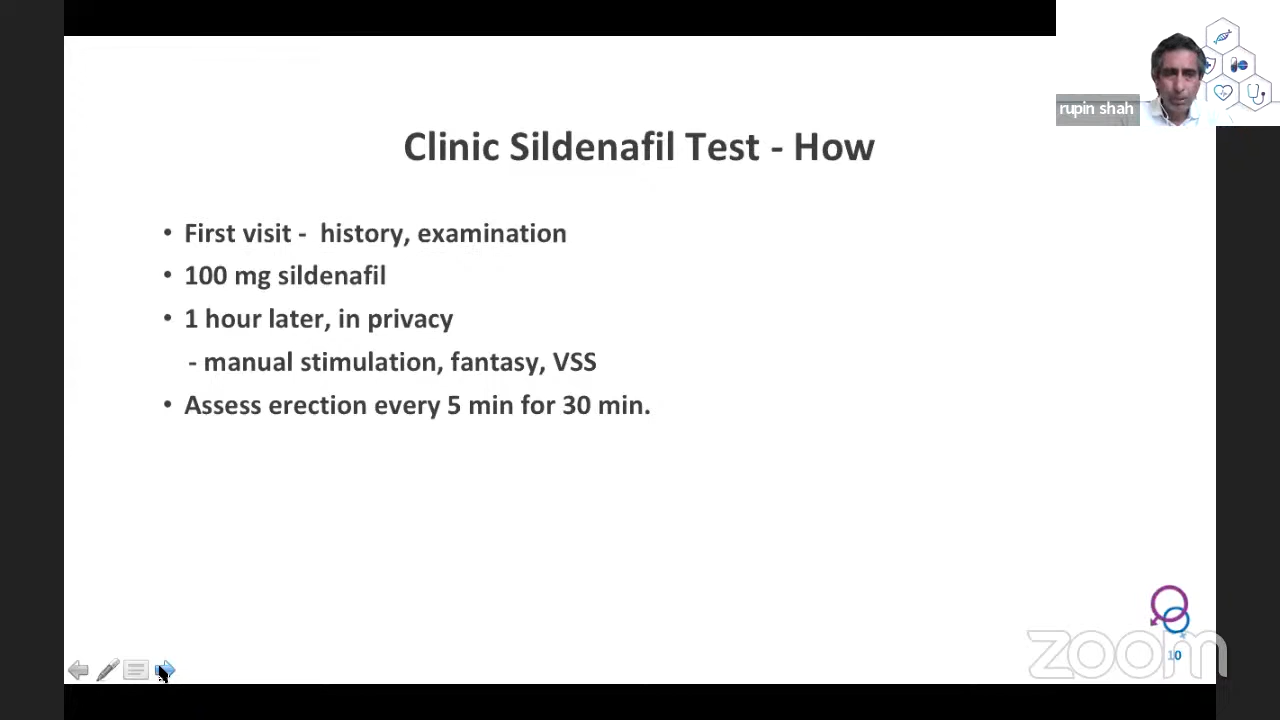 rupin shah
Clinic Sildenafil Test - How
• First visit - history, examination
• 100 mg sildenafil
• 1 hour later, in privacy
- manual stimulation, fantasy, VSS
• Assess erection every 5 min for 30 min.
zoom
10